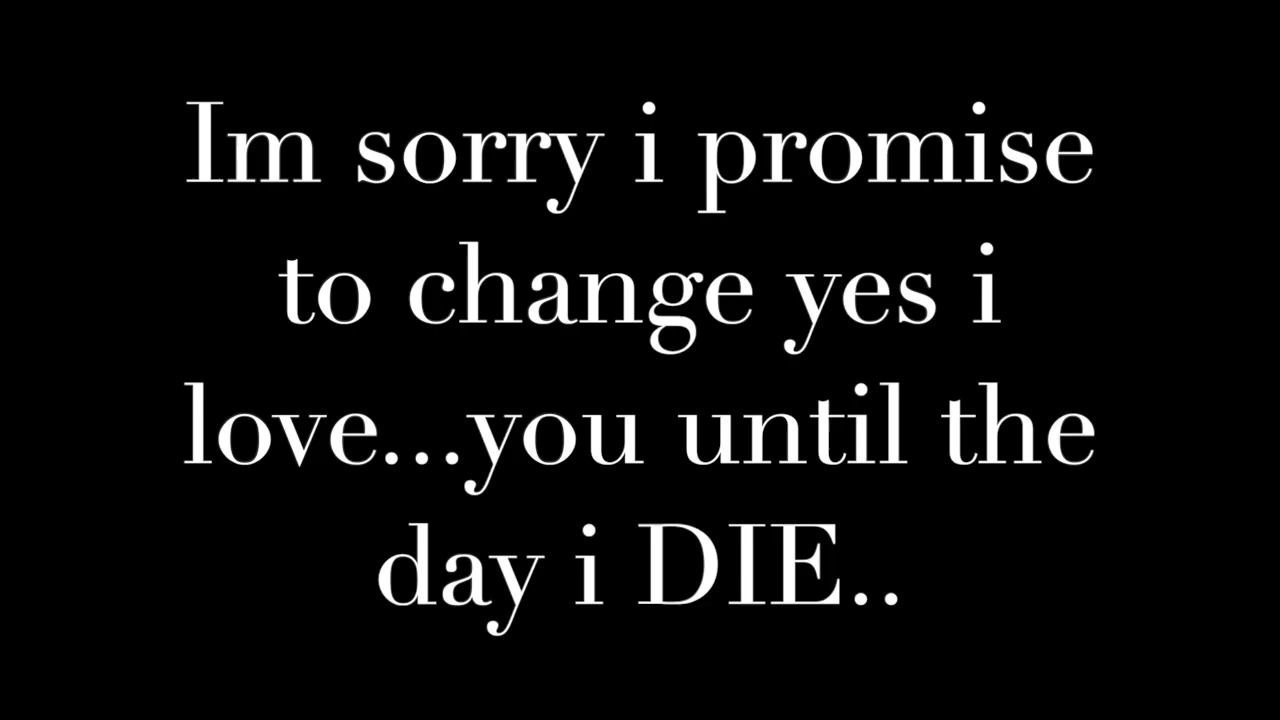 Im sorry i promise
to change yes i
love...you until the
day i DIE..